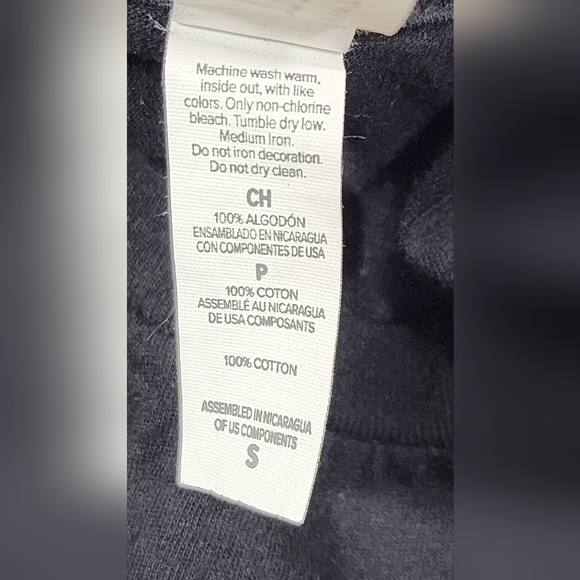 Machine wash warm,
inside out, with like
colors. Only non-chlorine
bleach. Tumble dry low.
Medium Iron.
Do not iron decoration.
Do not dry clean.
CH
100% ALGODÓN
ENSAMBLADO EN NICARAGUA
CON COMPONENTES DE USA
P
100% COTON
ASSEMBLÉ AU NICARAGUA
DE USA COMPOSANTS
100% COTTON
ASSEMBLED IN NICARAGUA
OF US COMPONENTS
S